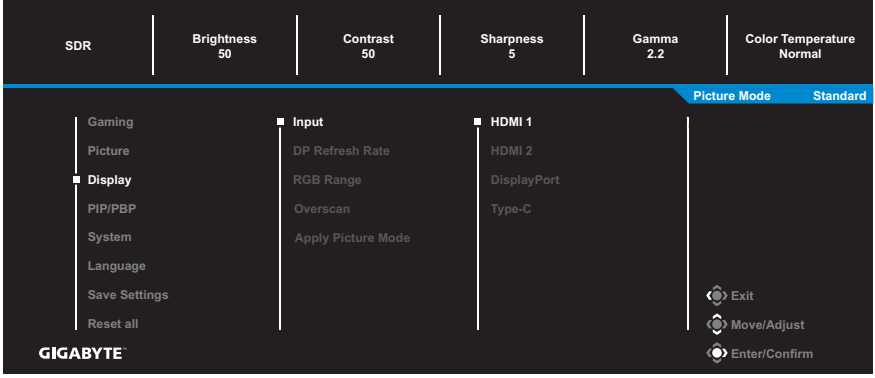 SDR
Brightness
50
Contrast
50
Sharpness
5
Gamma
2.2
Color Temperature
Normal
Picture Mode Standard
Gaming
Picture
Display
PIP/PBP
System
Language
Save Settings
Reset all
Input
DP Refresh Rate
RGB Range
Overscan
Apply Picture Mode
HDMI 1
HDMI 2
DisplayPort
Type-C
Exit
Move/Adjust
Enter/Confirm
GIGABYTE™